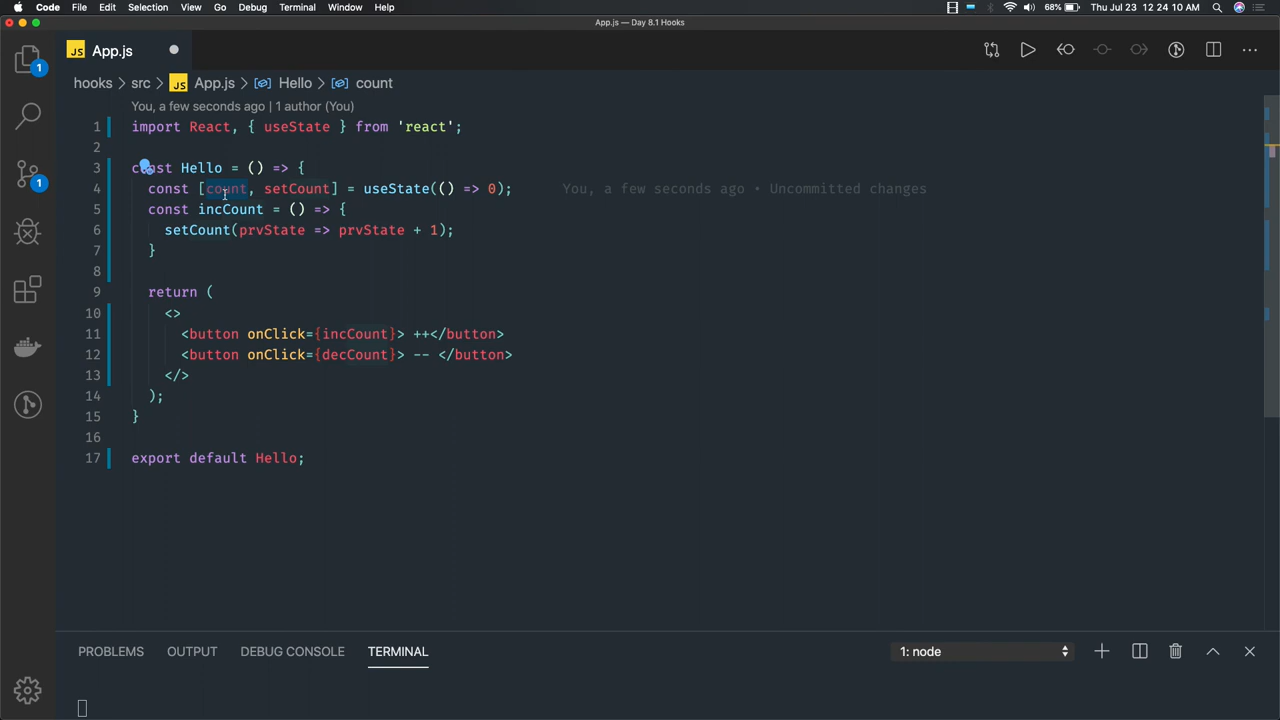 Code File Edit Selection View Go Debug Terminal Window Help 68% Thu Jul 23 12 24 10 AM
App.js — Day 8.1 Hooks
JS App.js
hooks > src > JS App.js > Hello > count
You, a few seconds ago | 1 author (You)
1 import React, { useState } from 'react';
2
3 const Hello = () => {
4 const [count, setCount] = useState(() => 0); You, a few seconds ago • Uncommitted changes
5 const incCount = () => {
6 setCount(prvState => prvState + 1);
7 }
8
9 return (
10 <>
11 <button onClick={incCount}> ++</button>
12 <button onClick={decCount}> -- </button>
13 </>
14 );
15 }
16
17 export default Hello;
1
1
PROBLEMS OUTPUT DEBUG CONSOLE TERMINAL 1: node